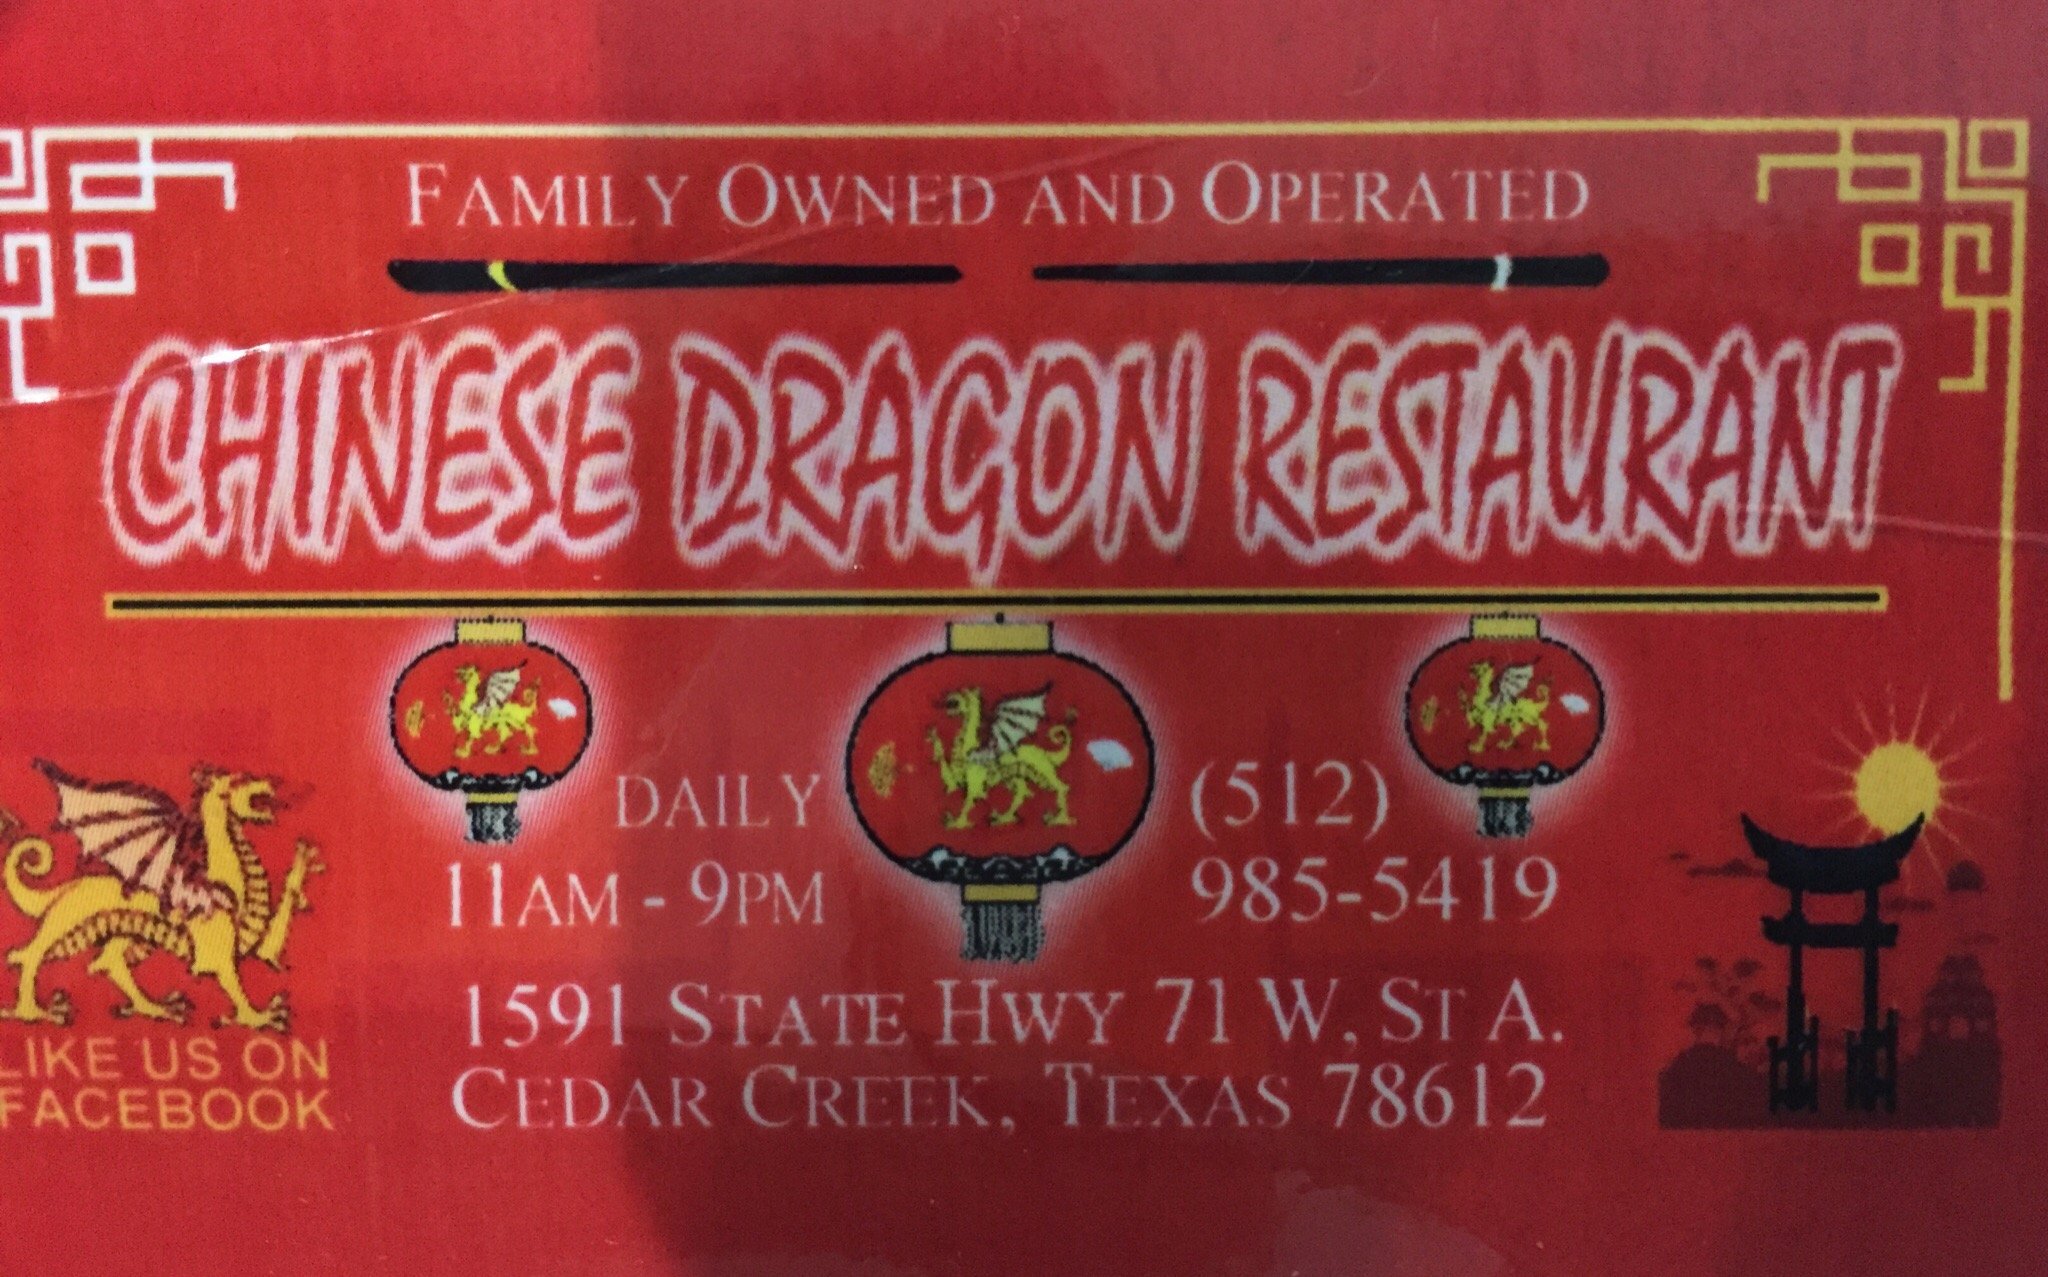 FAMILY OWNED AND OPERATED
CHINESE DRAGON RESTAURANT
DAILY
11AM - 9PM
(512)
985-5419
1591 STATE HWY 71 W, ST A.
CEDAR CREEK, TEXAS 78612
LIKE US ON
FACEBOOK